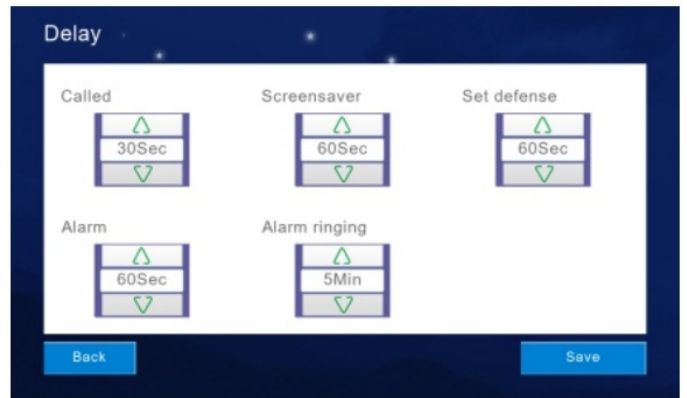 Delay
Called
Screensaver
Set defense
30Sec
60Sec
60Sec
Alarm
Alarm ringing
60Sec
5Min
Back
Save